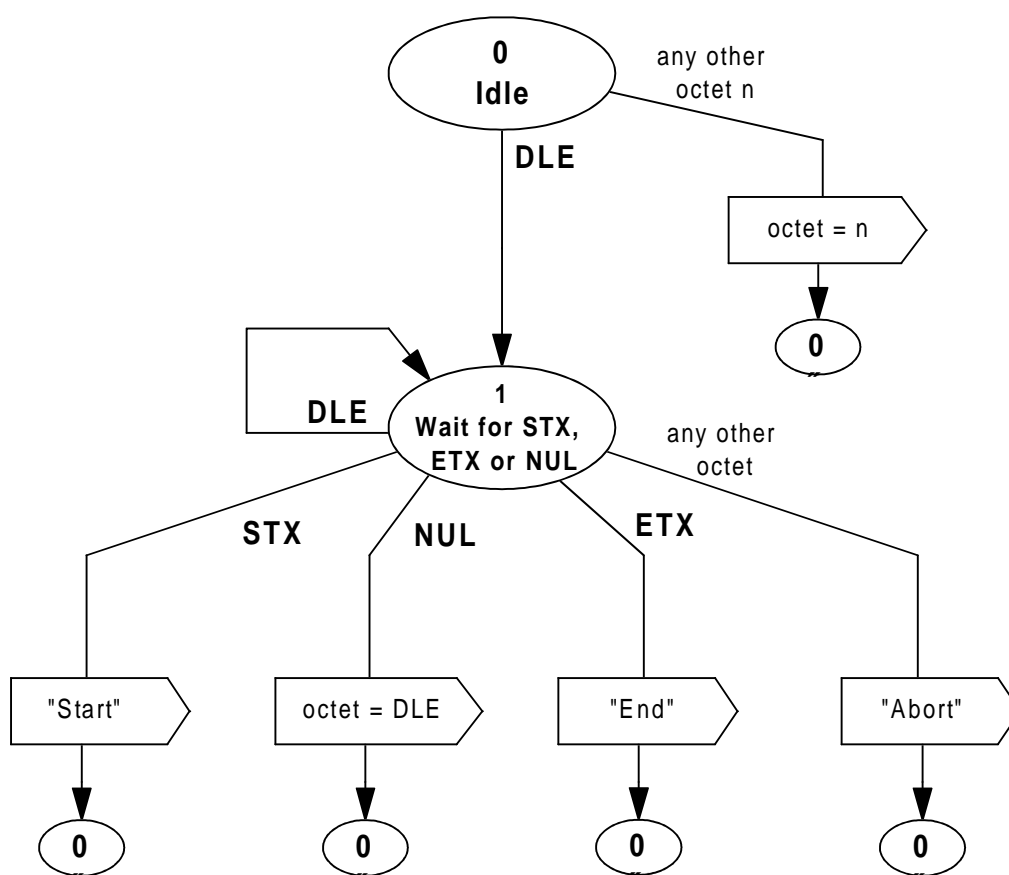 0
Idle
any other
octet n
DLE
octet = n
0
DLE
1
Wait for STX,
ETX or NUL
any other
octet
STX
NUL
ETX
"Start"
octet = DLE
"End"
"Abort"
0
0
0
0